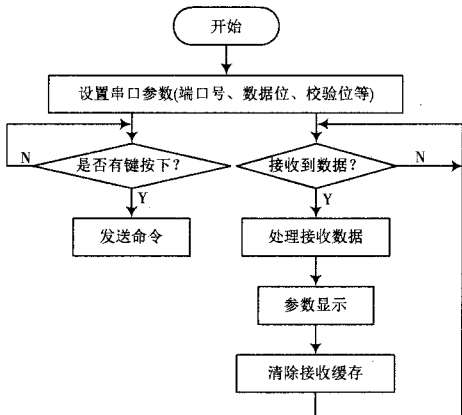 开始
设置串口参数(端口号、数据位、校验位等)
N
是否有键按下?
接收到数据?
N
Y
Y
发送命令
处理接收数据
参数显示
清除接收缓存